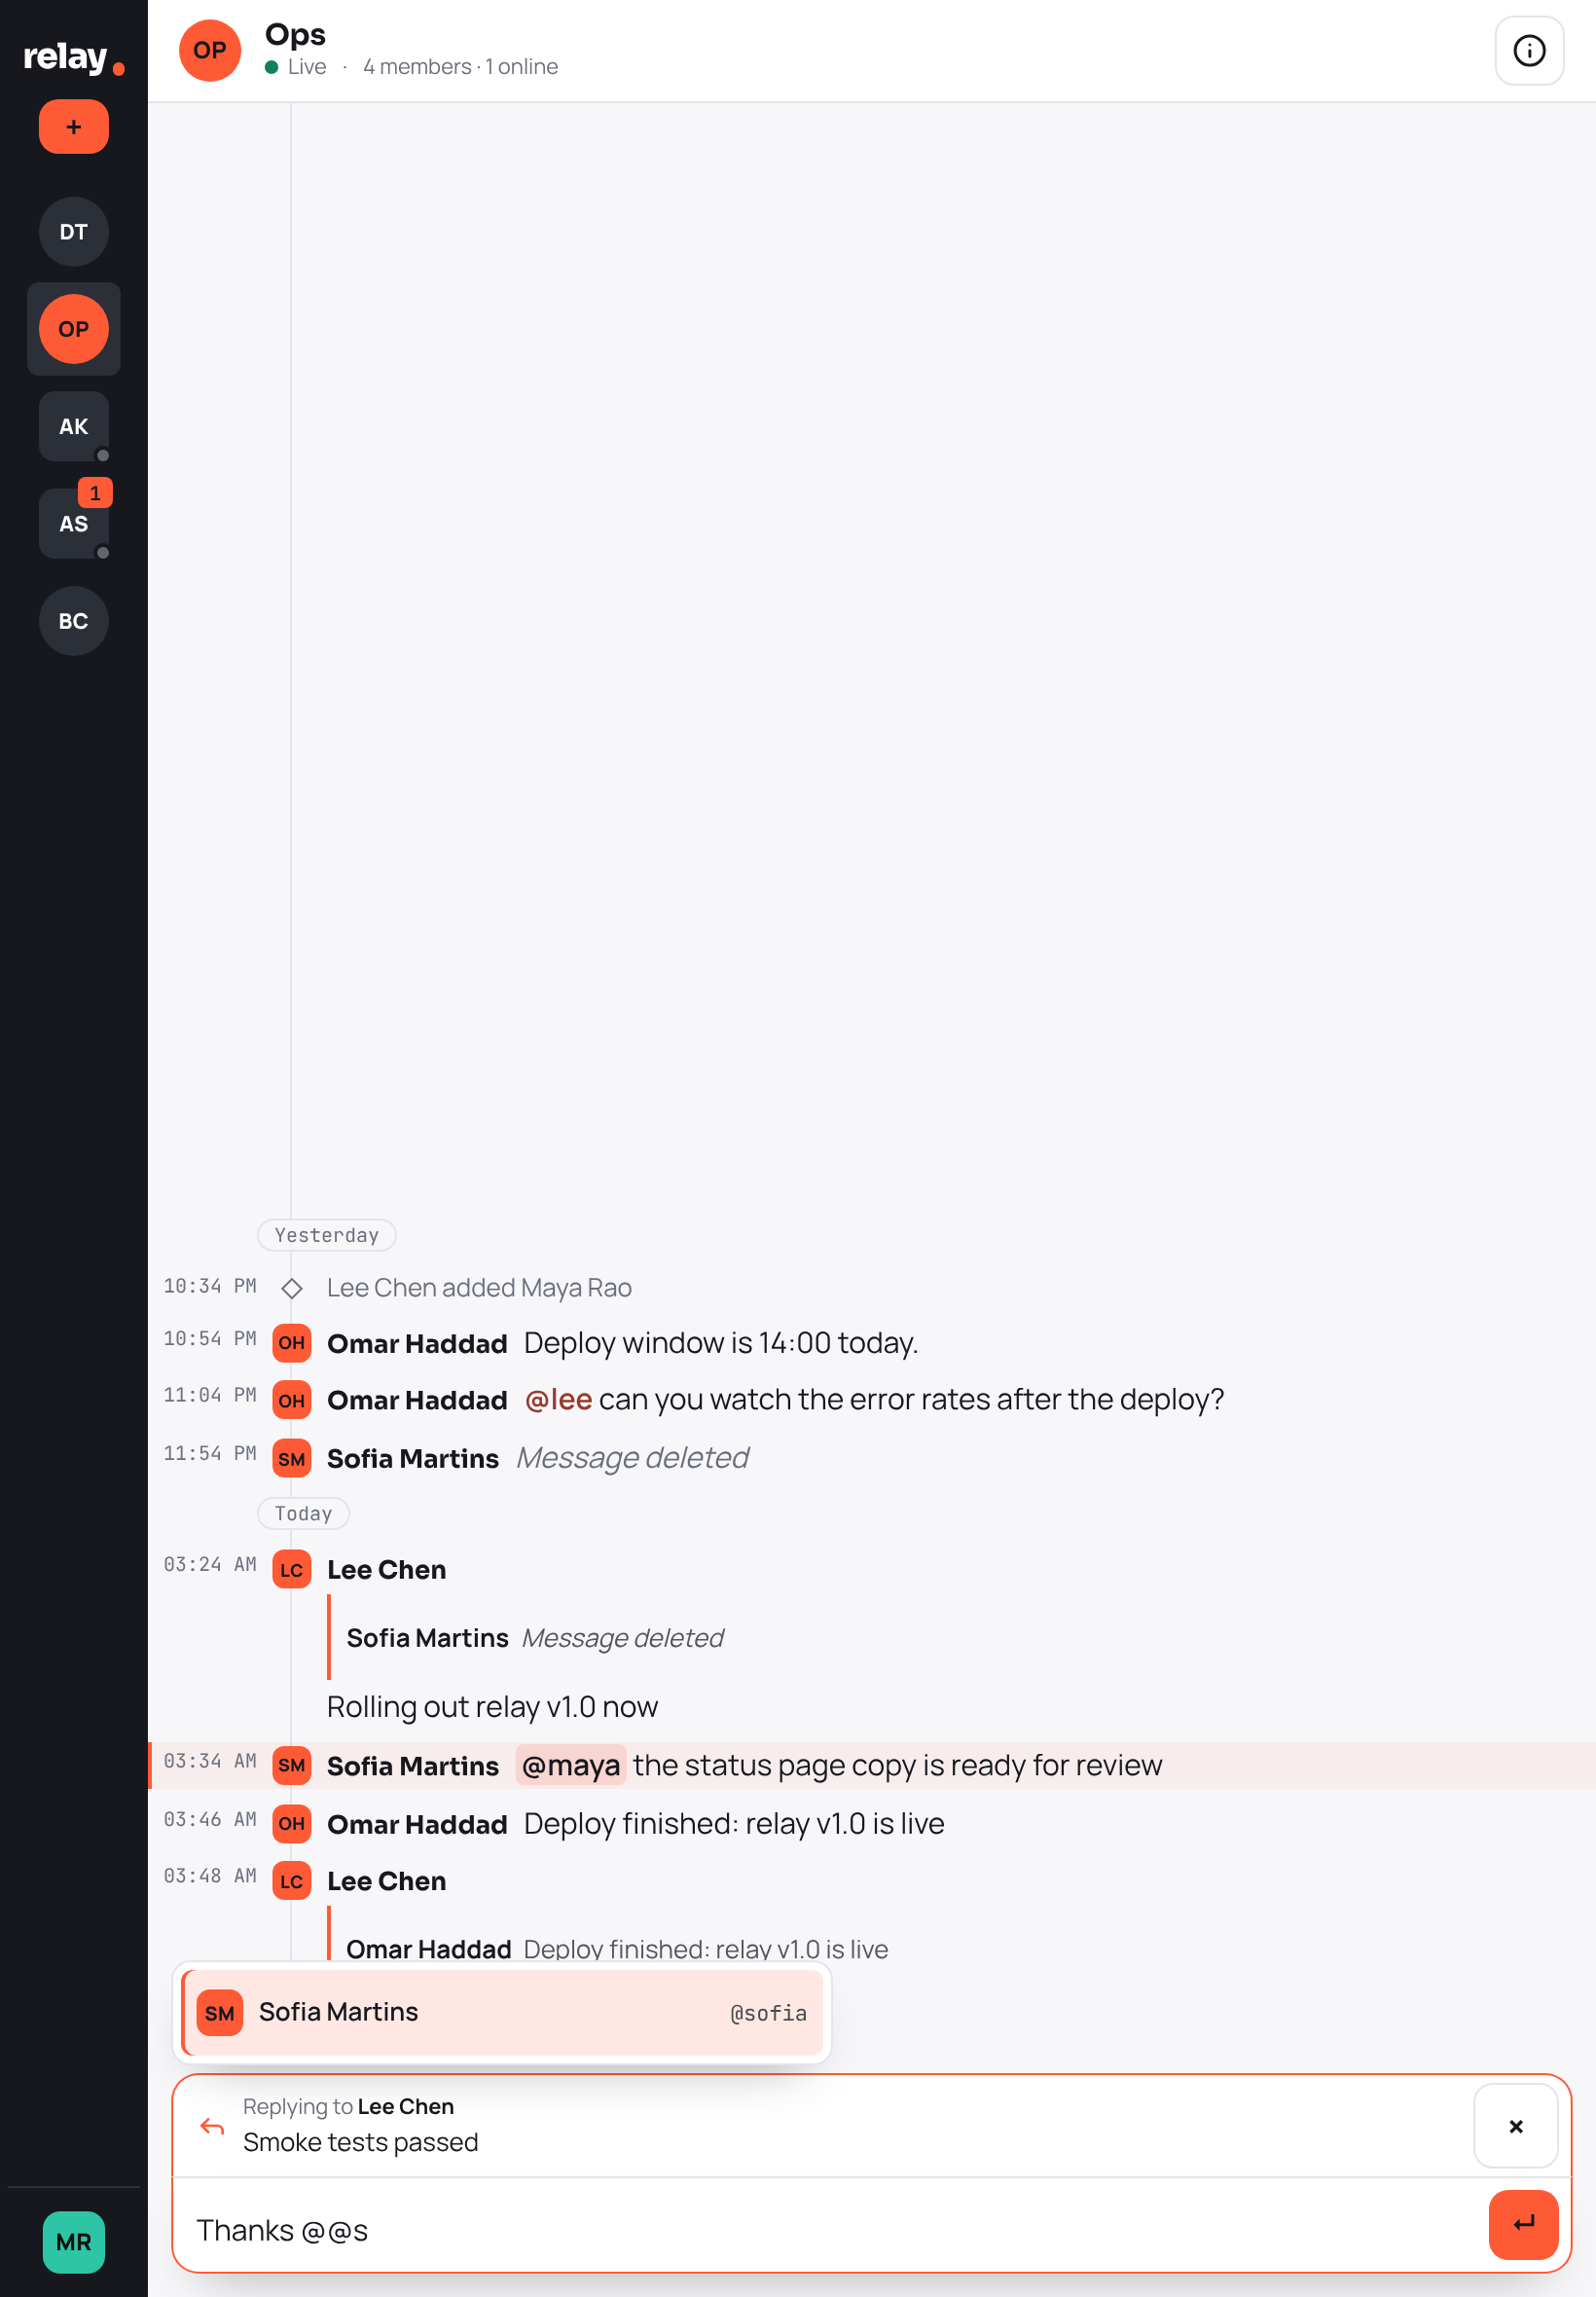 relay.
+
DT
OP
AK
1
AS
BC
MR
OP
Ops
Live · 4 members · 1 online
Yesterday
10:34 PM Lee Chen added Maya Rao
10:54 PM OH Omar Haddad Deploy window is 14:00 today.
11:04 PM OH Omar Haddad @lee can you watch the error rates after the deploy?
11:54 PM SM Sofia Martins Message deleted
Today
03:24 AM LC Lee Chen
Sofia Martins Message deleted
Rolling out relay v1.0 now
03:34 AM SM Sofia Martins @maya the status page copy is ready for review
03:46 AM OH Omar Haddad Deploy finished: relay v1.0 is live
03:48 AM LC Lee Chen
Omar Haddad Deploy finished: relay v1.0 is live
SM Sofia Martins @sofia
Replying to Lee Chen
Smoke tests passed
Thanks @@s